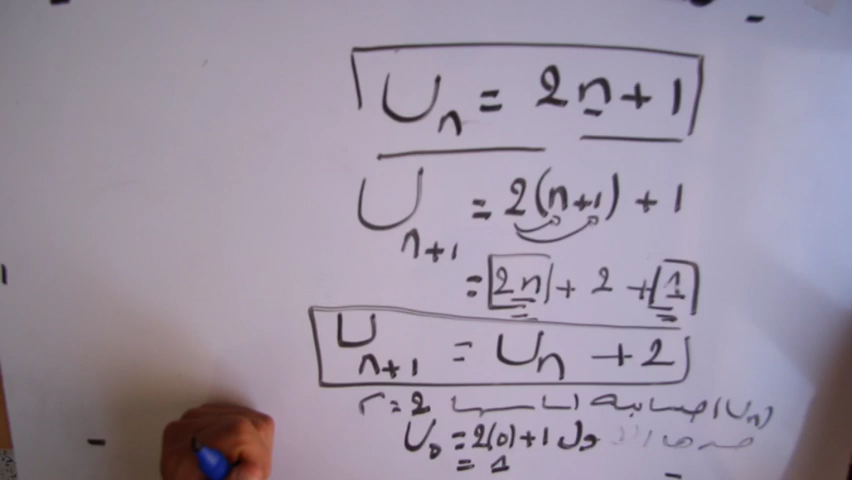 Un = 2n + 1
Un+1 = 2(n+1) + 1
= 2n + 2 + 1
Un+1 = Un + 2
(Un) حسابية أساسها r = 2
U0 = 2(0) + 1
= 1